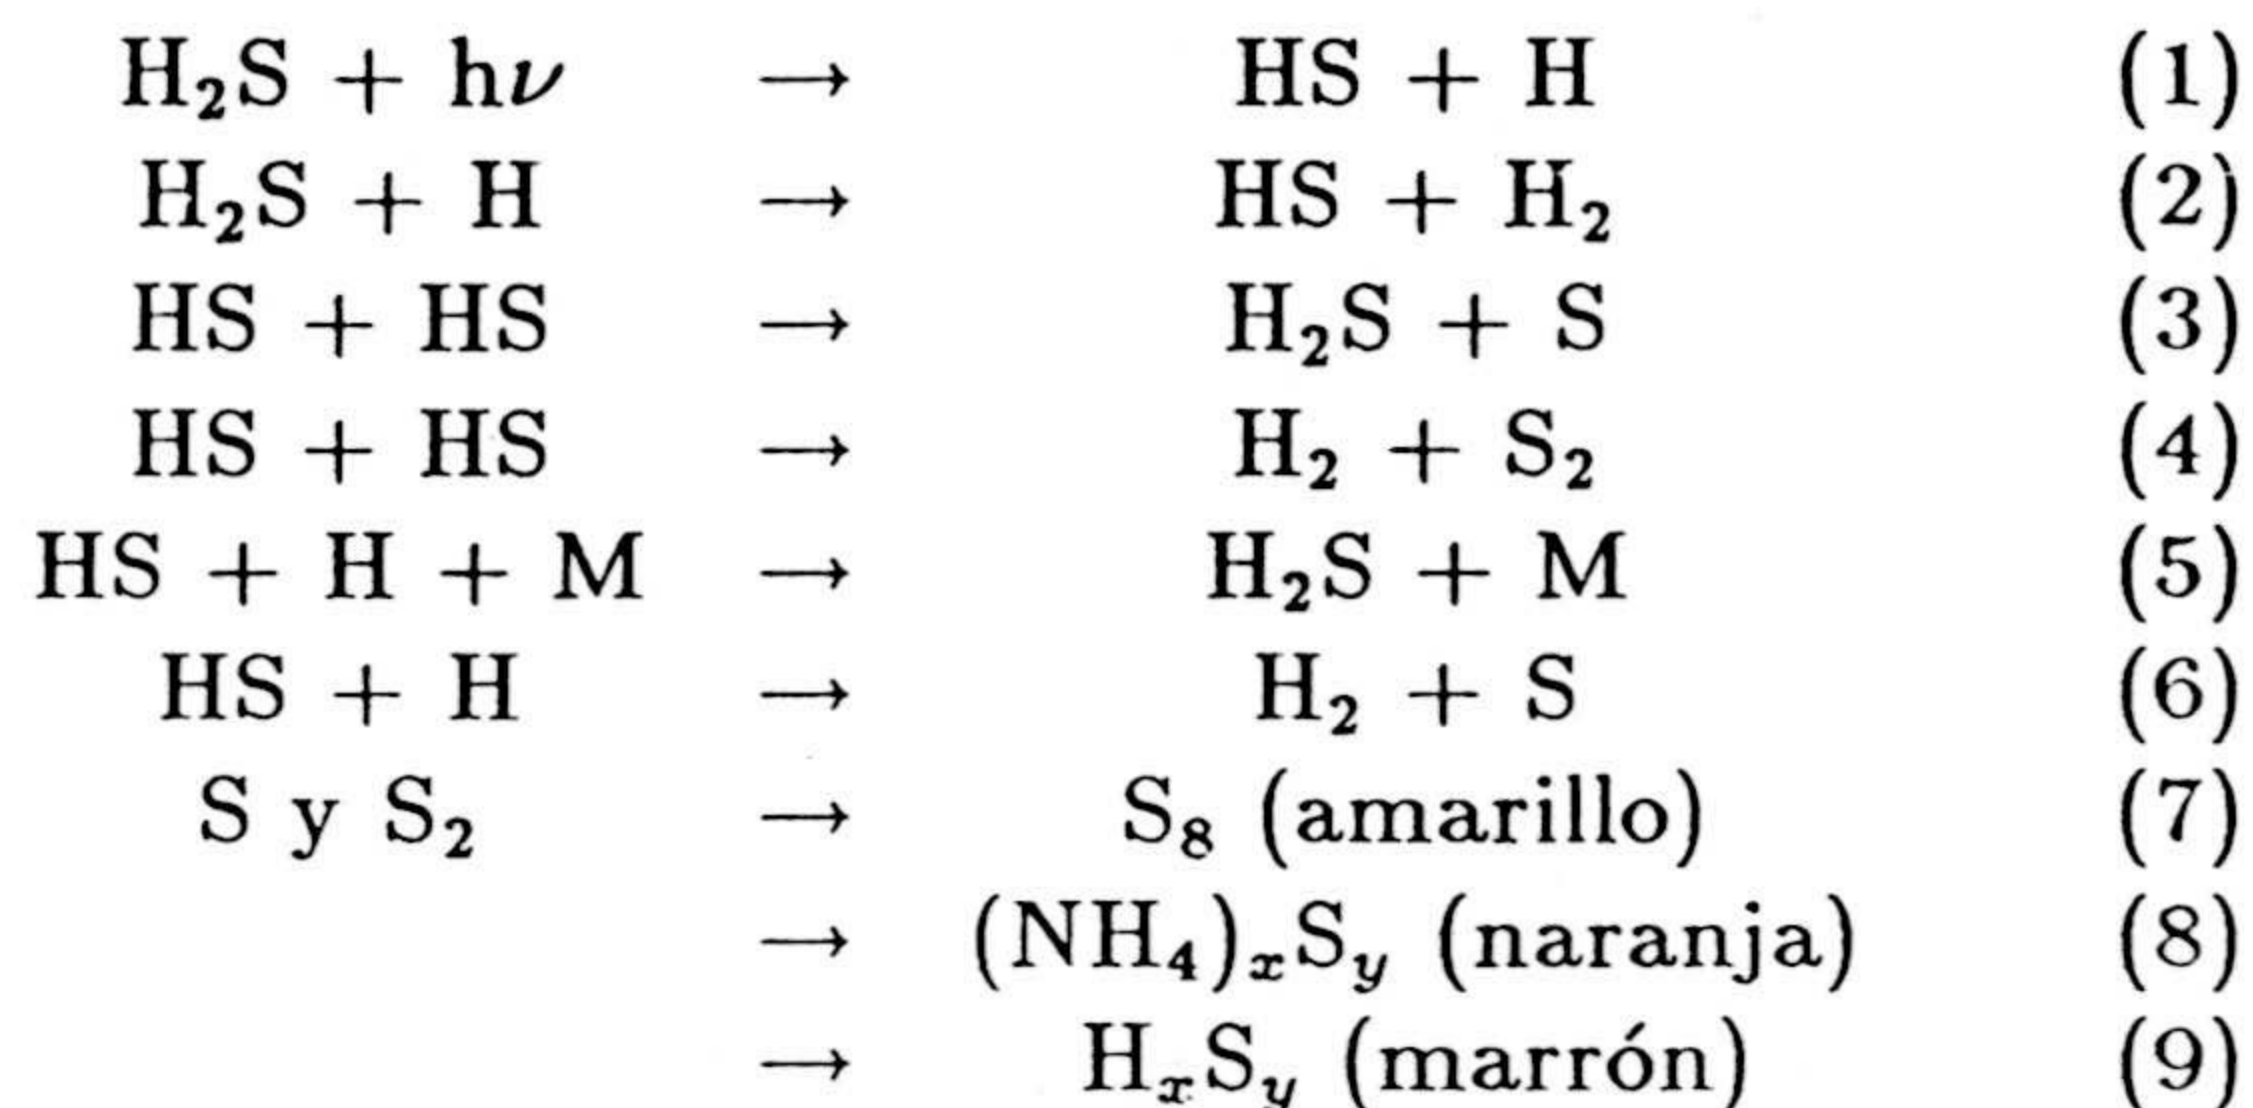 H₂S + hν → HS + H (1)
H₂S + H → HS + H₂ (2)
HS + HS → H₂S + S (3)
HS + HS → H₂ + S₂ (4)
HS + H + M → H₂S + M (5)
HS + H → H₂ + S (6)
S y S₂ → S₈ (amarillo) (7)
→ (NH₄)ₓSᵧ (naranja) (8)
→ HₓSᵧ (marrón) (9)